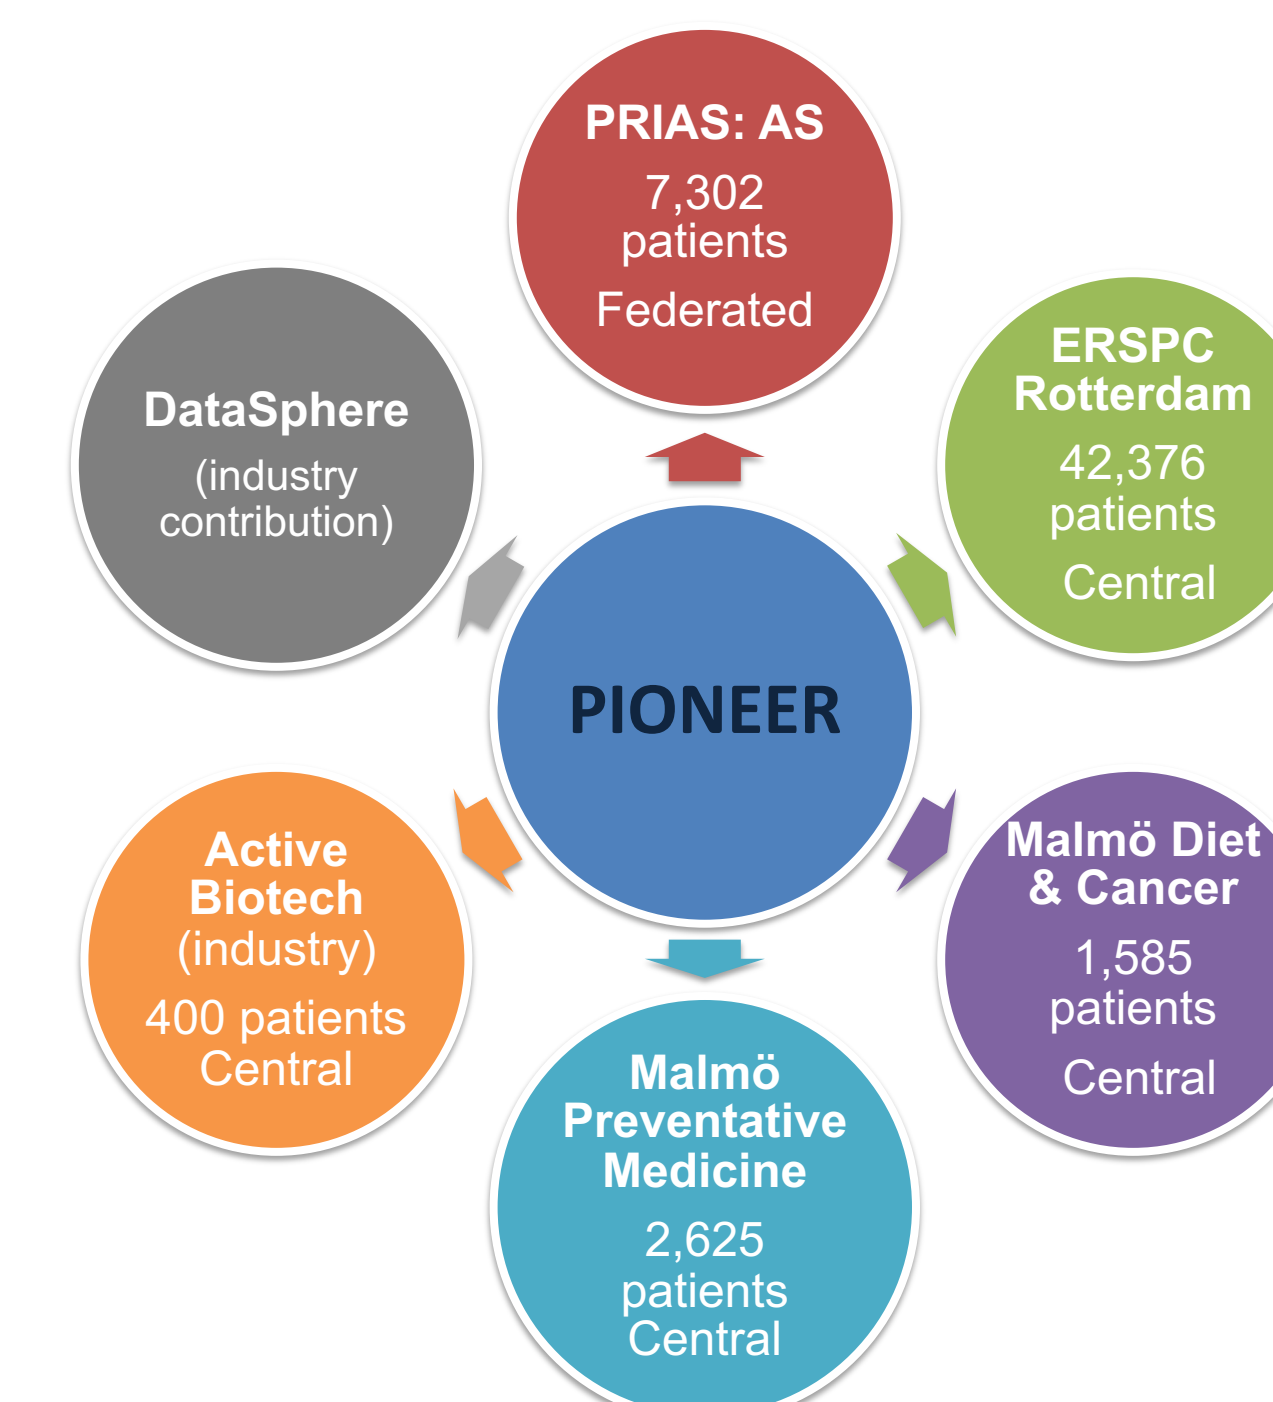 PRIAS: AS
7,302
patients
Federated
ERSPC
Rotterdam
42,376
patients
Central
DataSphere
(industry
contribution)
PIONEER
Malmö Diet
& Cancer
1,585
patients
Central
Active
Biotech
(industry)
400 patients
Central
Malmö
Preventative
Medicine
2,625
patients
Central